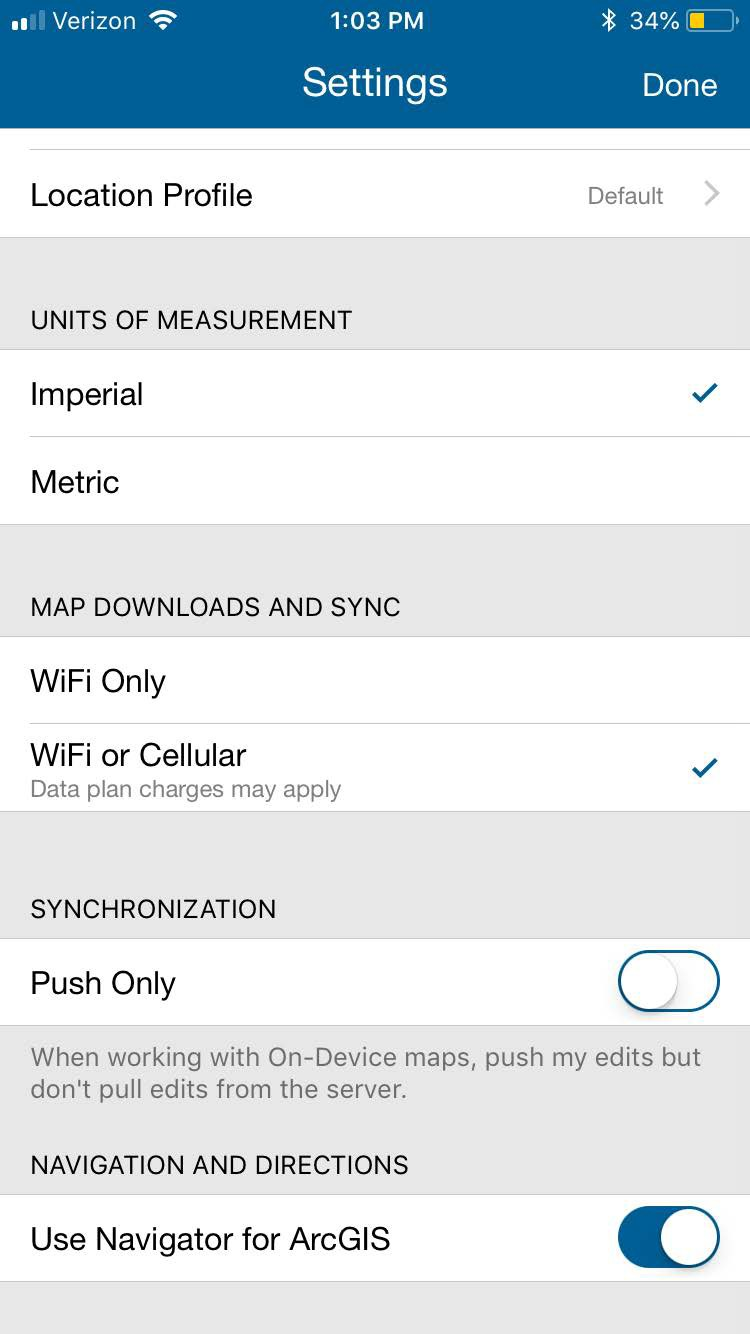 Verizon 1:03 PM 34%
Settings Done
Location Profile Default
UNITS OF MEASUREMENT
Imperial
Metric
MAP DOWNLOADS AND SYNC
WiFi Only
WiFi or Cellular
Data plan charges may apply
SYNCHRONIZATION
Push Only
When working with On-Device maps, push my edits but
don't pull edits from the server.
NAVIGATION AND DIRECTIONS
Use Navigator for ArcGIS